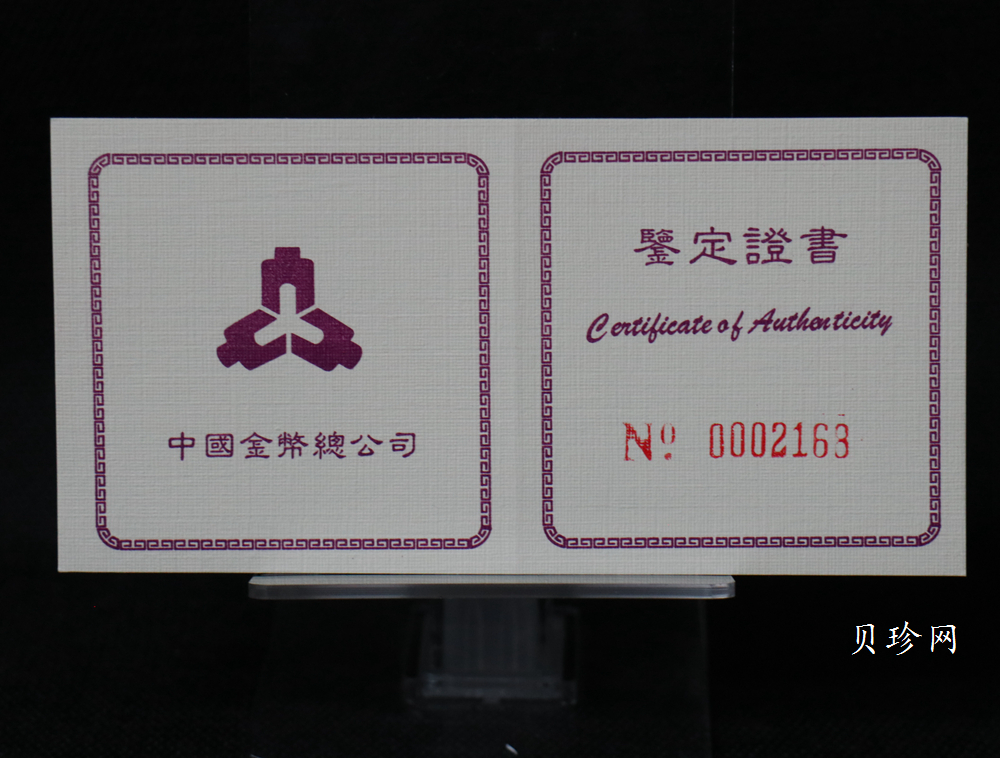 中國金幣總公司
鑒定證書
Certificate of Authenticity
Nº 0002163
贝珍网